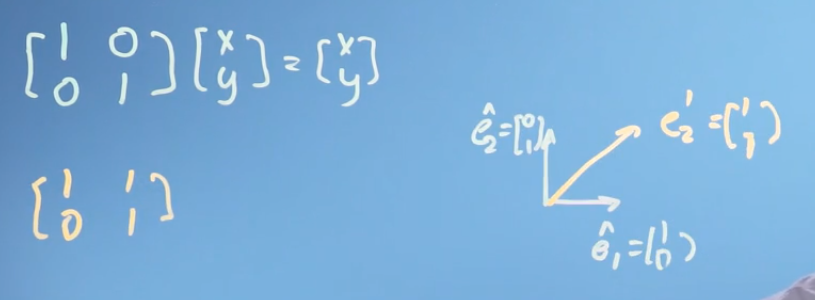 [1 0
0 1] [x
y] = [x
y]
[1 1
0 1]
ê₂ = [0
1]
e₂' = [1
1]
ê₁ = [1
0]